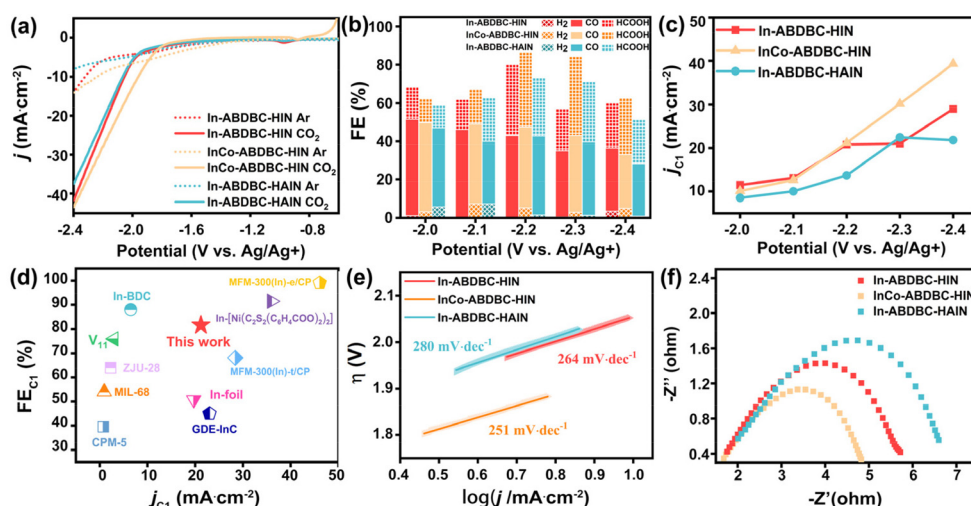 (a)
0
-10
-20
-30
-40
j (mA·cm⁻²)
In-ABDBC-HIN Ar
In-ABDBC-HIN CO₂
InCo-ABDBC-HIN Ar
InCo-ABDBC-HIN CO₂
In-ABDBC-HAIN Ar
In-ABDBC-HAIN CO₂
-2.4 -2.0 -1.6 -1.2 -0.8
Potential (V vs. Ag/Ag+)
(b)
In-ABDBC-HIN H₂ CO HCOOH
InCo-ABDBC-HIN H₂ CO HCOOH
In-ABDBC-HAIN H₂ CO HCOOH
100
80
60
40
20
0
FE (%)
-2.0 -2.1 -2.2 -2.3 -2.4
Potential (V vs. Ag/Ag+)
(c)
In-ABDBC-HIN
InCo-ABDBC-HIN
In-ABDBC-HAIN
50
40
30
20
10
j_C1 (mA·cm⁻²)
-2.0 -2.1 -2.2 -2.3 -2.4
Potential (V vs. Ag/Ag+)
(d)
100
90
80
70
60
50
40
30
FE_C1 (%)
MFM-300(In)-e/CP
In-BDC
In-[Ni(C₂S₂(C₆H₄COO)₂)₂]
V₁₁
This work
ZJU-28
MFM-300(In)-t/CP
MIL-68
In-foil
GDE-InC
CPM-5
0 10 20 30 40 50
j_C1 (mA·cm⁻²)
(e)
In-ABDBC-HIN
InCo-ABDBC-HIN
In-ABDBC-HAIN
2.1
2.0
1.9
1.8
η (V)
280 mV·dec⁻¹
264 mV·dec⁻¹
251 mV·dec⁻¹
0.4 0.5 0.6 0.7 0.8 0.9 1.0
log(j /mA·cm⁻²)
(f)
In-ABDBC-HIN
InCo-ABDBC-HIN
In-ABDBC-HAIN
2.8
2.4
2.0
1.6
1.2
0.8
0.4
-Z'' (ohm)
2 3 4 5 6 7
-Z'(ohm)